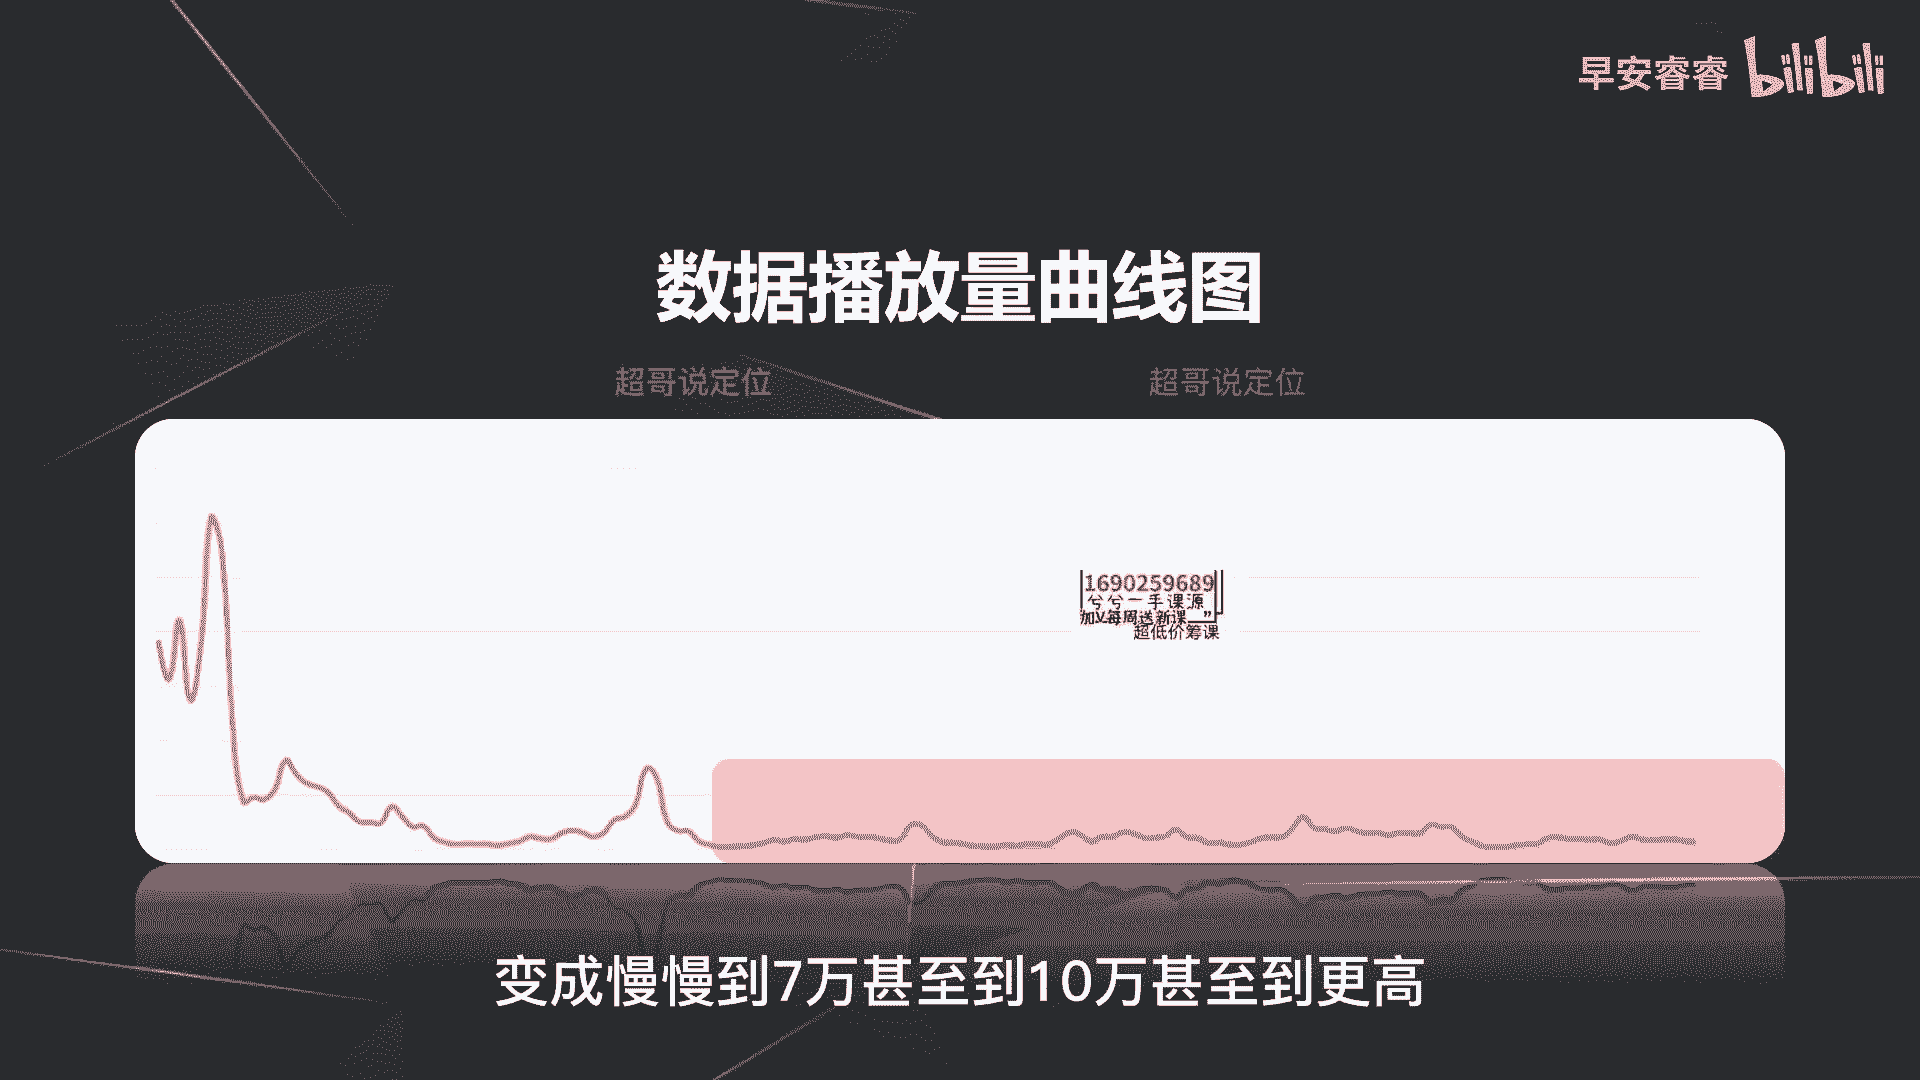 早安睿睿 bilibili
数据播放量曲线图
超哥说定位 超哥说定位
1690259689
兮兮一手课源
加V每周送新课 ”
超低价筹课
变成慢慢到7万甚至到10万甚至到更高